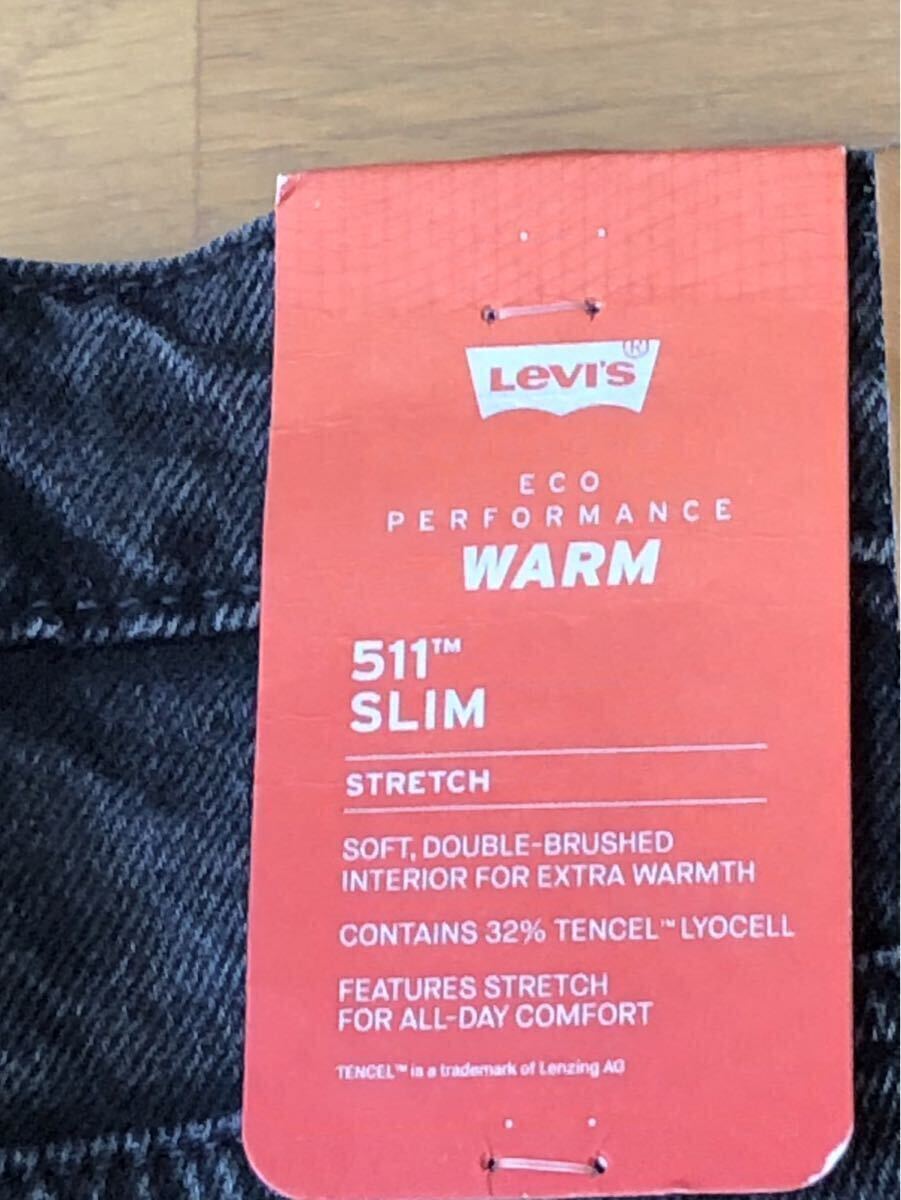 LEVI'S®
ECO
PERFORMANCE
WARM
511™
SLIM
STRETCH
SOFT, DOUBLE-BRUSHED
INTERIOR FOR EXTRA WARMTH
CONTAINS 32% TENCEL™ LYOCELL
FEATURES STRETCH
FOR ALL-DAY COMFORT
TENCEL™ is a trademark of Lenzing AG